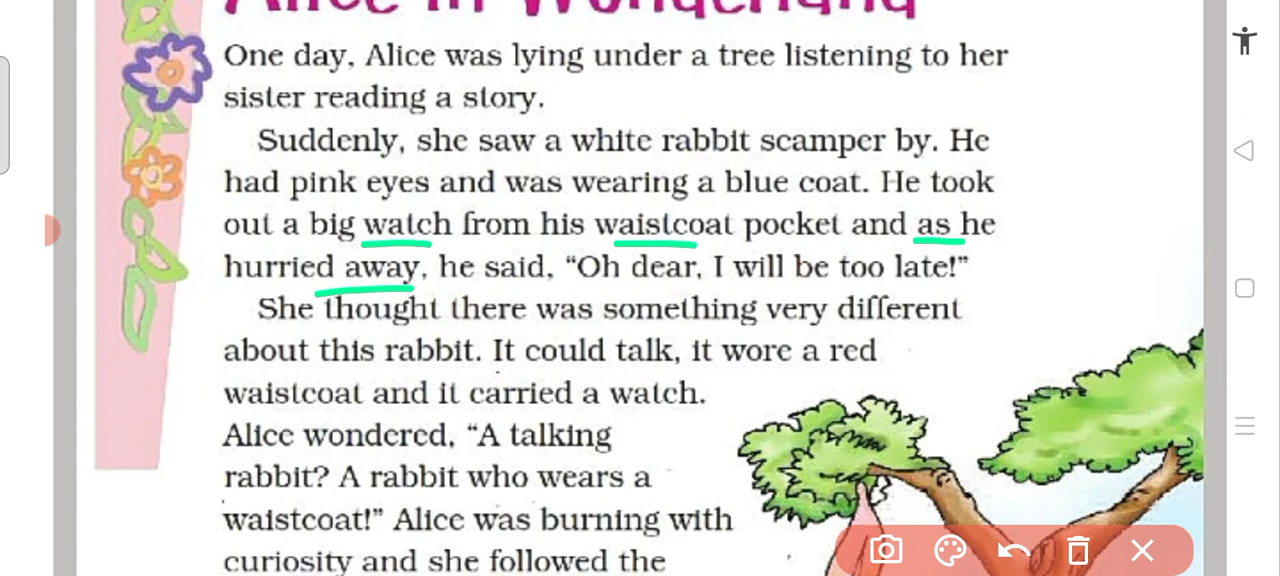 Alice in Wonderland
One day, Alice was lying under a tree listening to her
sister reading a story.
Suddenly, she saw a white rabbit scamper by. He
had pink eyes and was wearing a blue coat. He took
out a big watch from his waistcoat pocket and as he
hurried away, he said, “Oh dear, I will be too late!”
She thought there was something very different
about this rabbit. It could talk, it wore a red
waistcoat and it carried a watch.
Alice wondered, “A talking
rabbit? A rabbit who wears a
waistcoat!” Alice was burning with
curiosity and she followed the